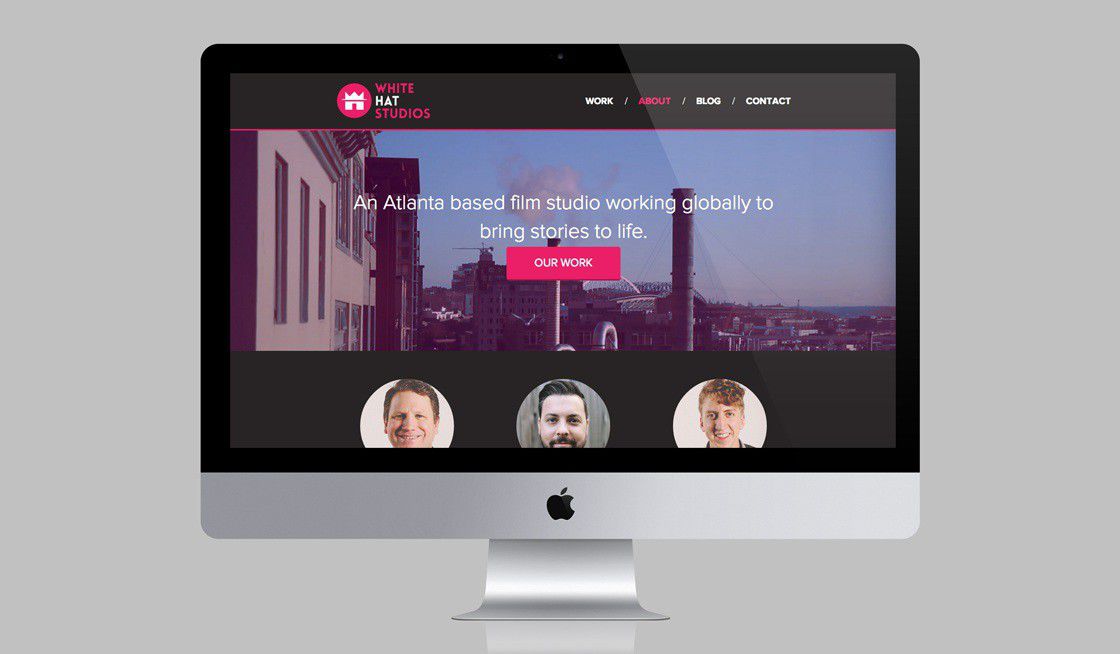 WHITE
HAT
STUDIOS
WORK / ABOUT / BLOG / CONTACT
An Atlanta based film studio working globally to
bring stories to life.
OUR WORK